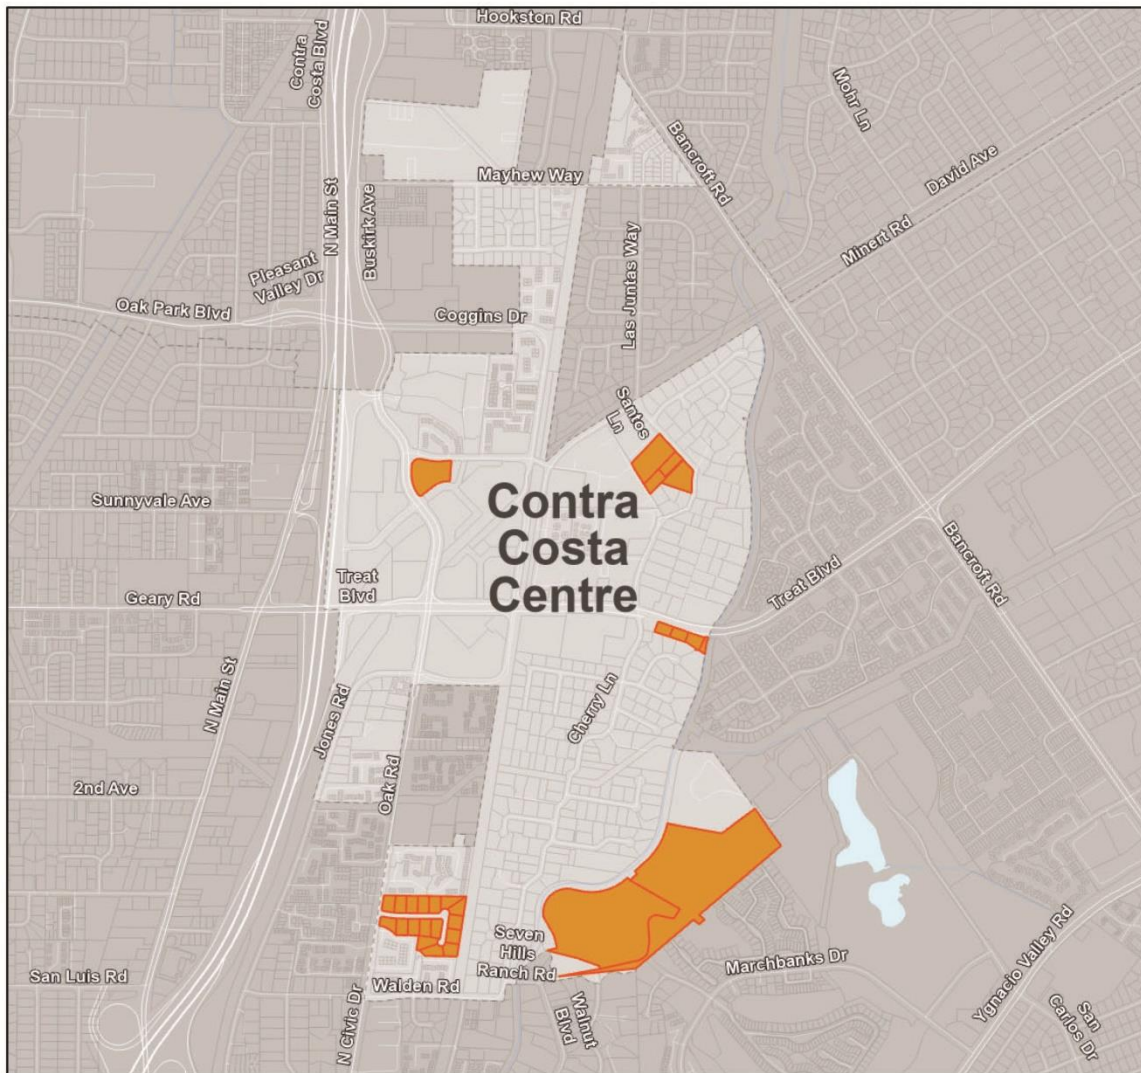 Hookston Rd
Contra
Costa Blvd
Mohr Ln
Bancroft Rd
David Ave
Mayhew Way
N Main St
Buskirk Ave
Minert Rd
Las Juntas Way
Pleasant
Valley Dr
Oak Park Blvd
Coggins Dr
Santos
Ln
Contra
Costa
Centre
Sunnyvale Ave
Bancroft Rd
Treat
Blvd
Treat Blvd
Geary Rd
N Main St
Jones Rd
Cherry Ln
Oak Rd
2nd Ave
Seven
Hills
Ranch Rd
Marchbanks Dr
Ygnacio Valley Rd
San Luis Rd
Walden Rd
N Civic Dr
Walnut
Blvd
San
Carlos Dr